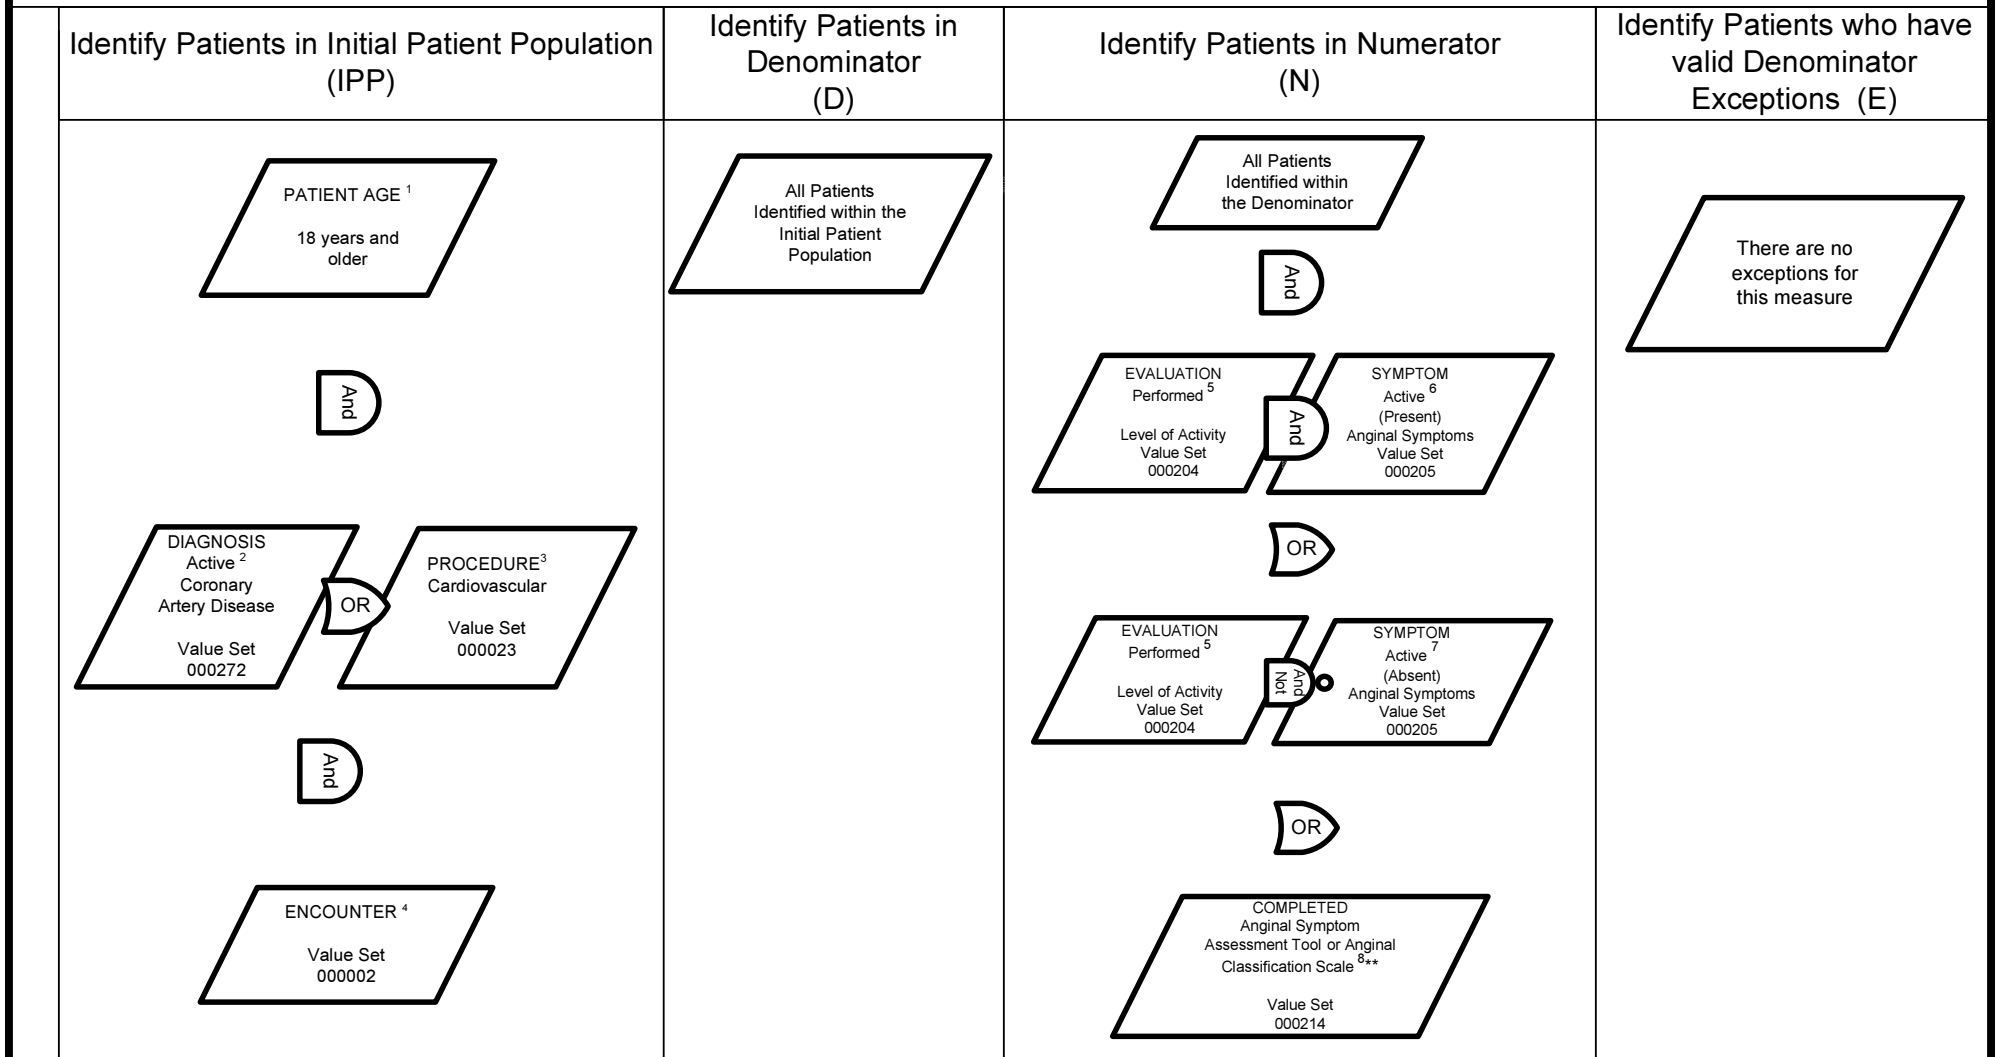 Identify Patients in Initial Patient Population
(IPP)
Identify Patients in
Denominator
(D)
Identify Patients in Numerator
(N)
Identify Patients who have
valid Denominator
Exceptions (E)
PATIENT AGE 1
18 years and
older
And
DIAGNOSIS
Active 2
Coronary
Artery Disease
Value Set
000272
OR
PROCEDURE3
Cardiovascular
Value Set
000023
And
ENCOUNTER 4
Value Set
000002
All Patients
Identified within the
Initial Patient
Population
All Patients
Identified within
the Denominator
And
EVALUATION
Performed 5
Level of Activity
Value Set
000204
And
SYMPTOM
Active 6
(Present)
Anginal Symptoms
Value Set
000205
OR
EVALUATION
Performed 5
Level of Activity
Value Set
000204
And
Not
SYMPTOM
Active 7
(Absent)
Anginal Symptoms
Value Set
000205
OR
COMPLETED
Anginal Symptom
Assessment Tool or Anginal
Classification Scale 8**
Value Set
000214
There are no
exceptions for
this measure